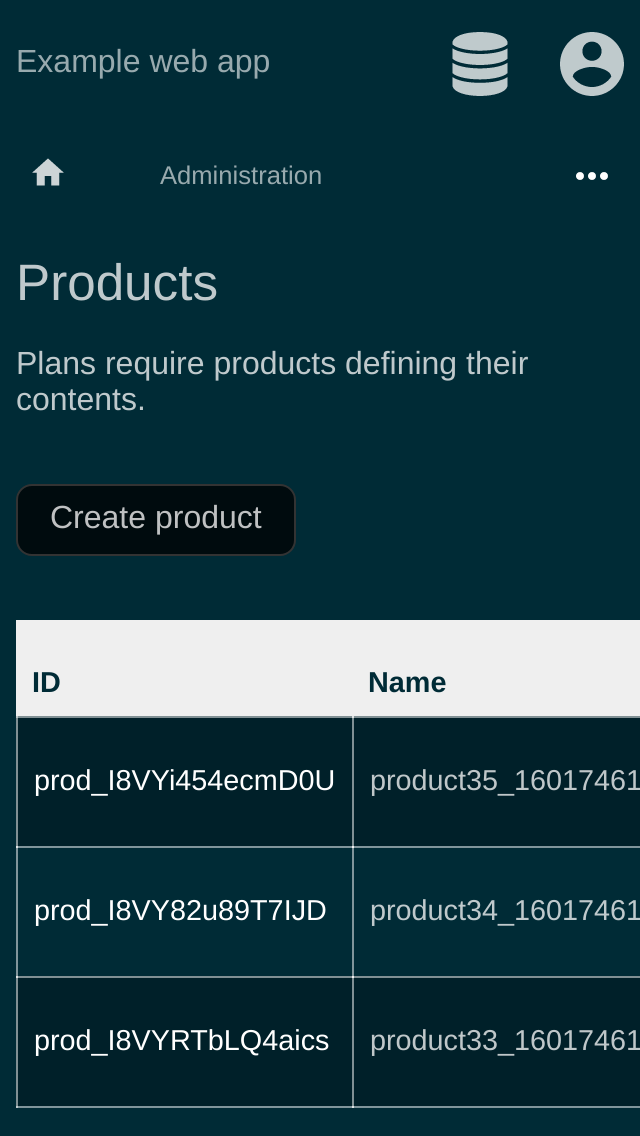 Example web app
Administration
Products
Plans require products defining their
contents.
Create product
ID Name
prod_I8VYi454ecmD0U product35_16017461
prod_I8VY82u89T7IJD product34_16017461
prod_I8VYRTbLQ4aics product33_16017461